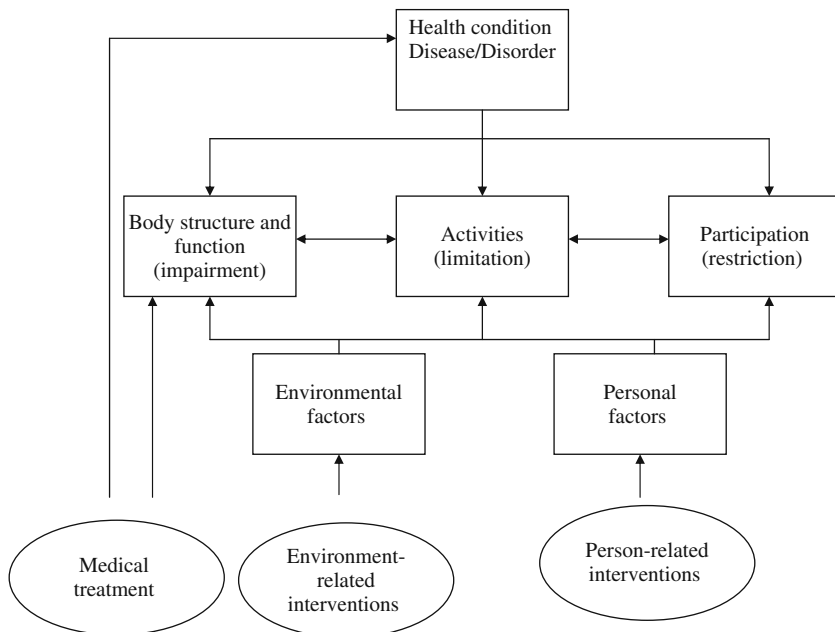 Health condition
Disease/Disorder
Body structure and
function
(impairment)
Activities
(limitation)
Participation
(restriction)
Environmental
factors
Personal
factors
Medical
treatment
Environment-
related
interventions
Person-related
interventions